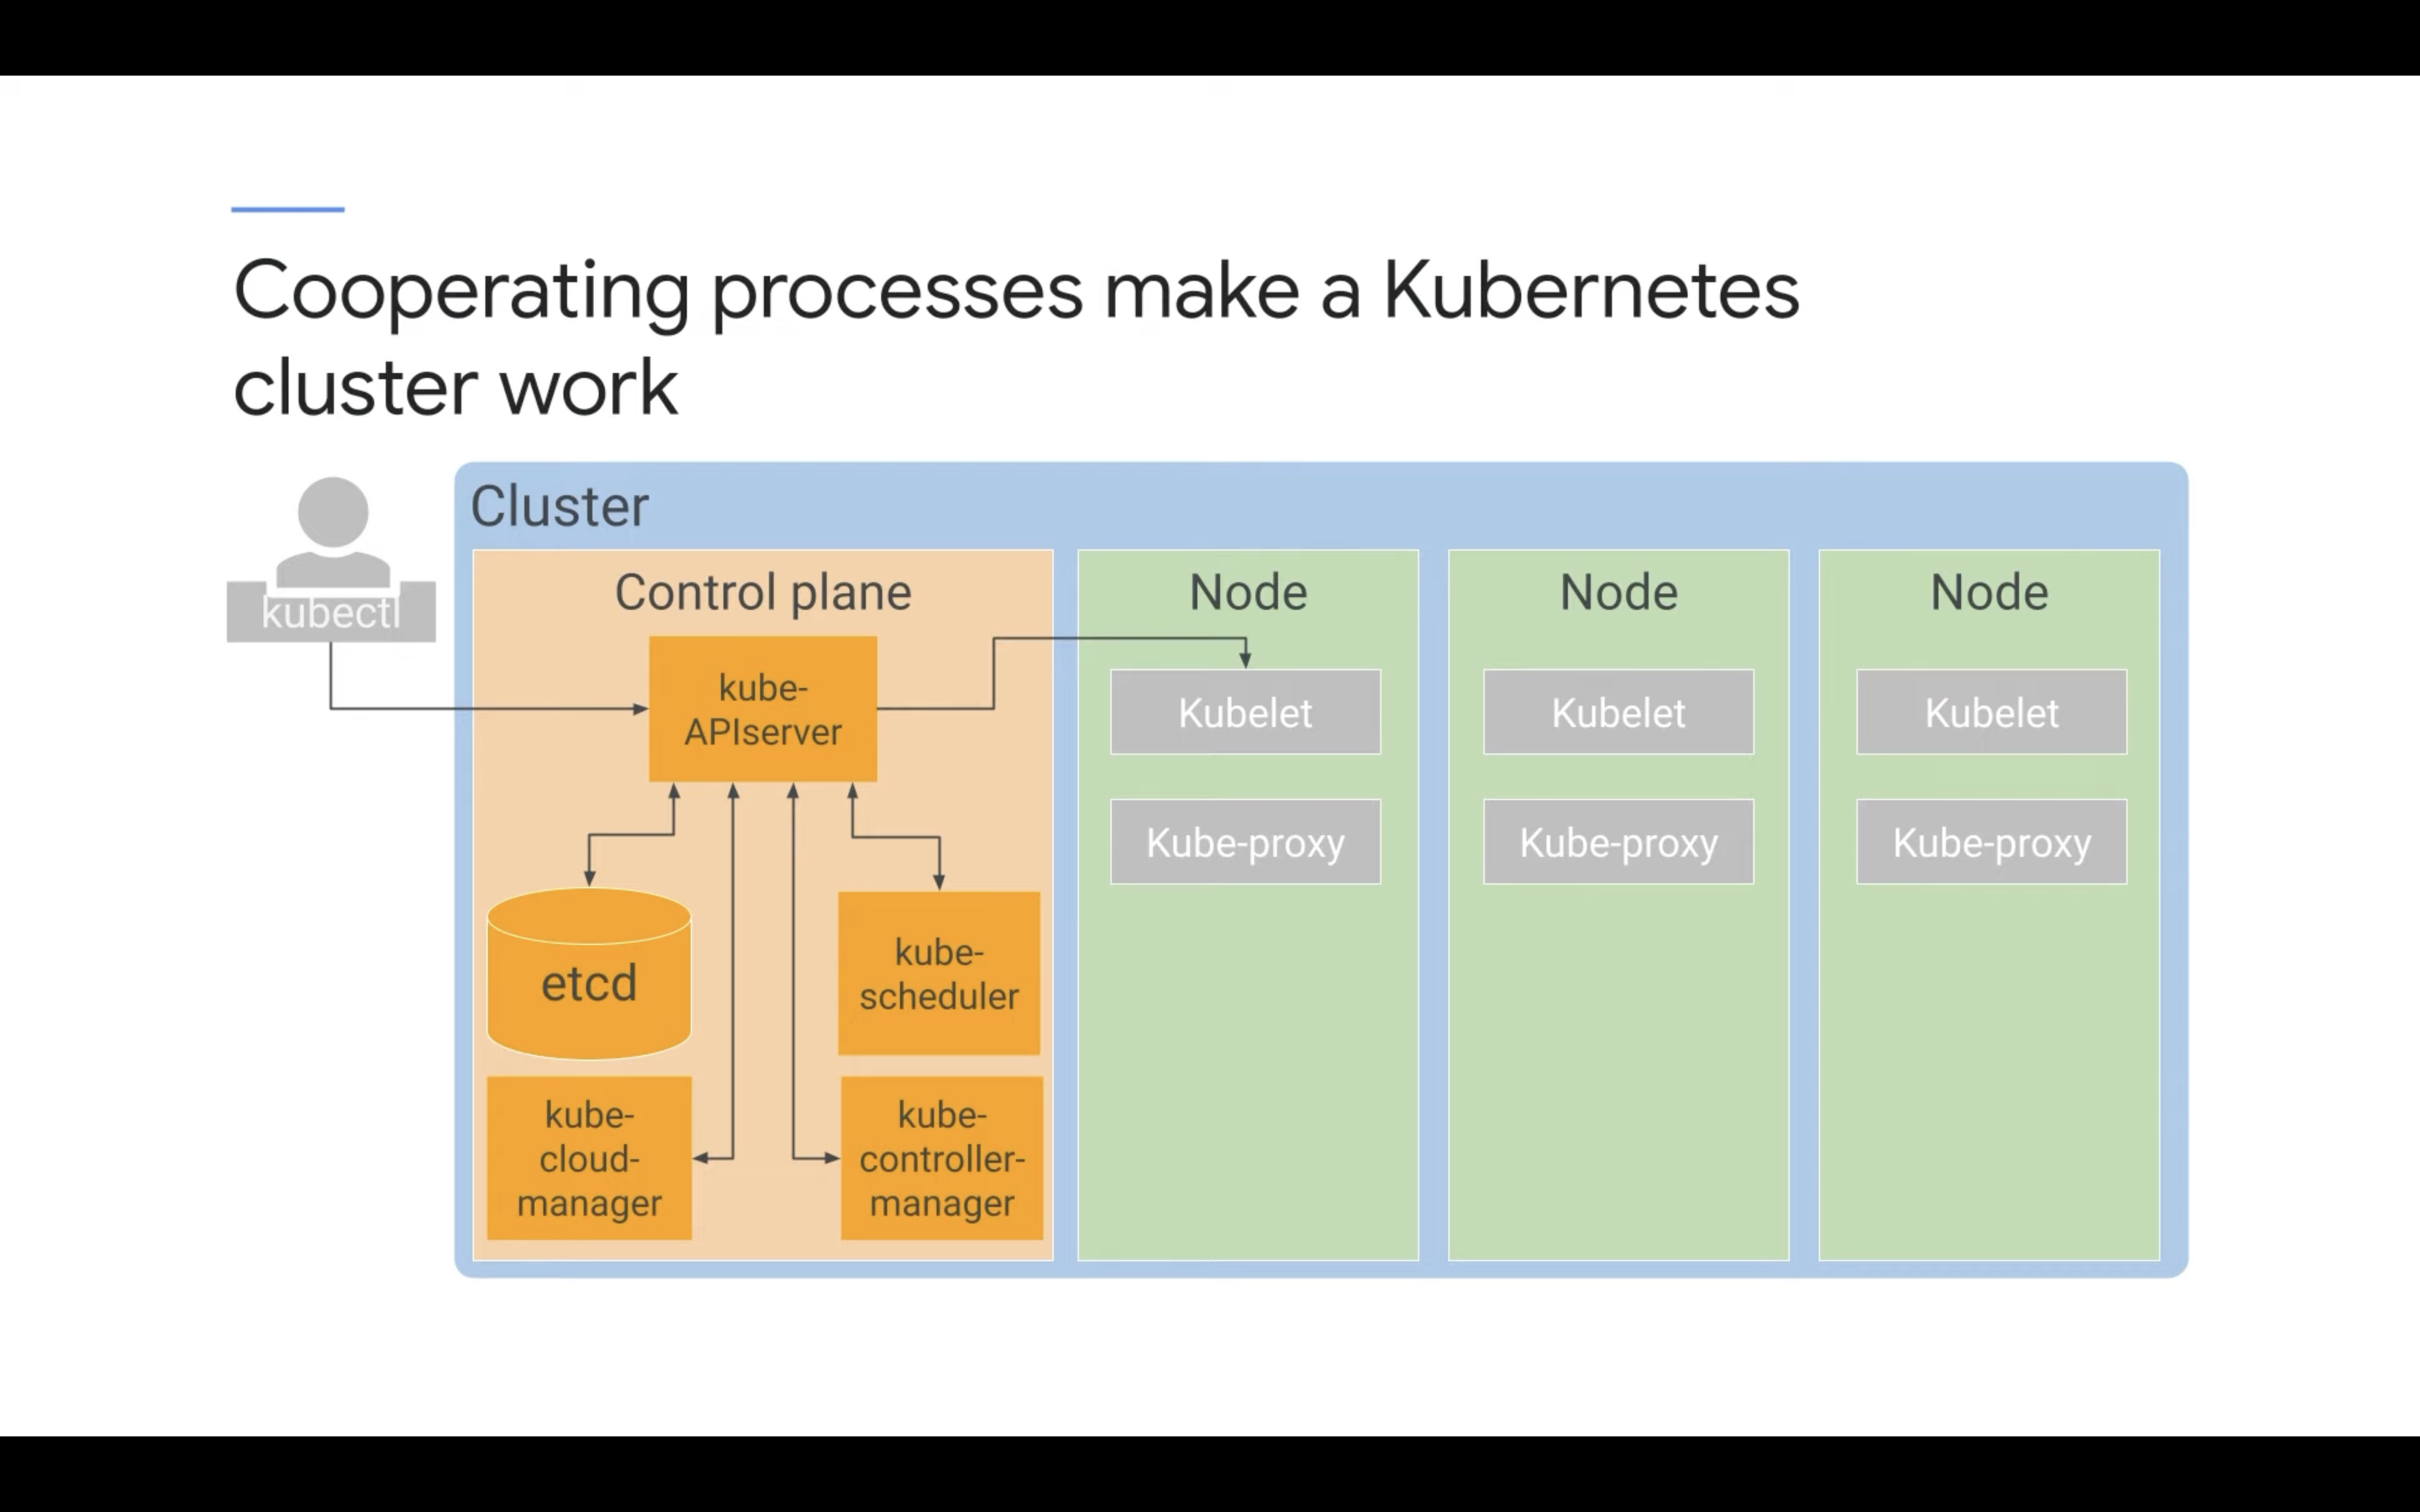 Cooperating processes make a Kubernetes
cluster work
kubectl
Cluster
Control plane
kube-
APIserver
etcd
kube-
scheduler
kube-
cloud-
manager
kube-
controller-
manager
Node
Kubelet
Kube-proxy
Node
Kubelet
Kube-proxy
Node
Kubelet
Kube-proxy